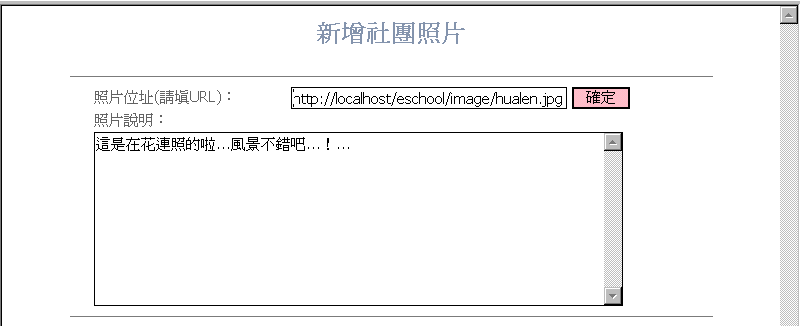 新增社團照片
照片位址(請填URL)： http://localhost/eschool/image/hualen.jpg 確定
照片說明：
這是在花連照的啦...風景不錯吧...！...